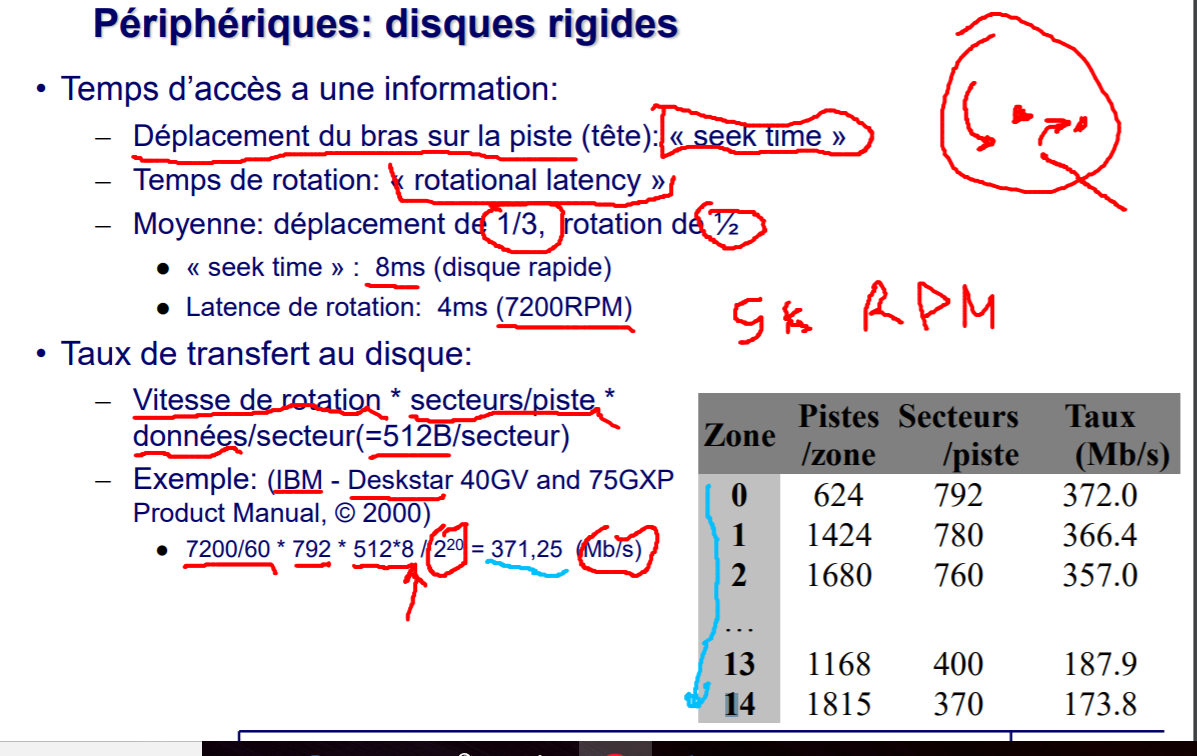 Périphériques: disques rigides
• Temps d'accès a une information:
– Déplacement du bras sur la piste (tête): « seek time »
– Temps de rotation: « rotational latency »
– Moyenne: déplacement de 1/3, rotation de ½
● « seek time » : 8ms (disque rapide)
● Latence de rotation: 4ms (7200RPM)
5k RPM
• Taux de transfert au disque:
– Vitesse de rotation * secteurs/piste *
données/secteur(=512B/secteur)
– Exemple: (IBM - Deskstar 40GV and 75GXP
Product Manual, © 2000)
● 7200/60 * 792 * 512*8 / 2²⁰ = 371,25 (Mb/s)
Zone Pistes /zone Secteurs /piste Taux (Mb/s)
0 624 792 372.0
1 1424 780 366.4
2 1680 760 357.0
...
13 1168 400 187.9
14 1815 370 173.8